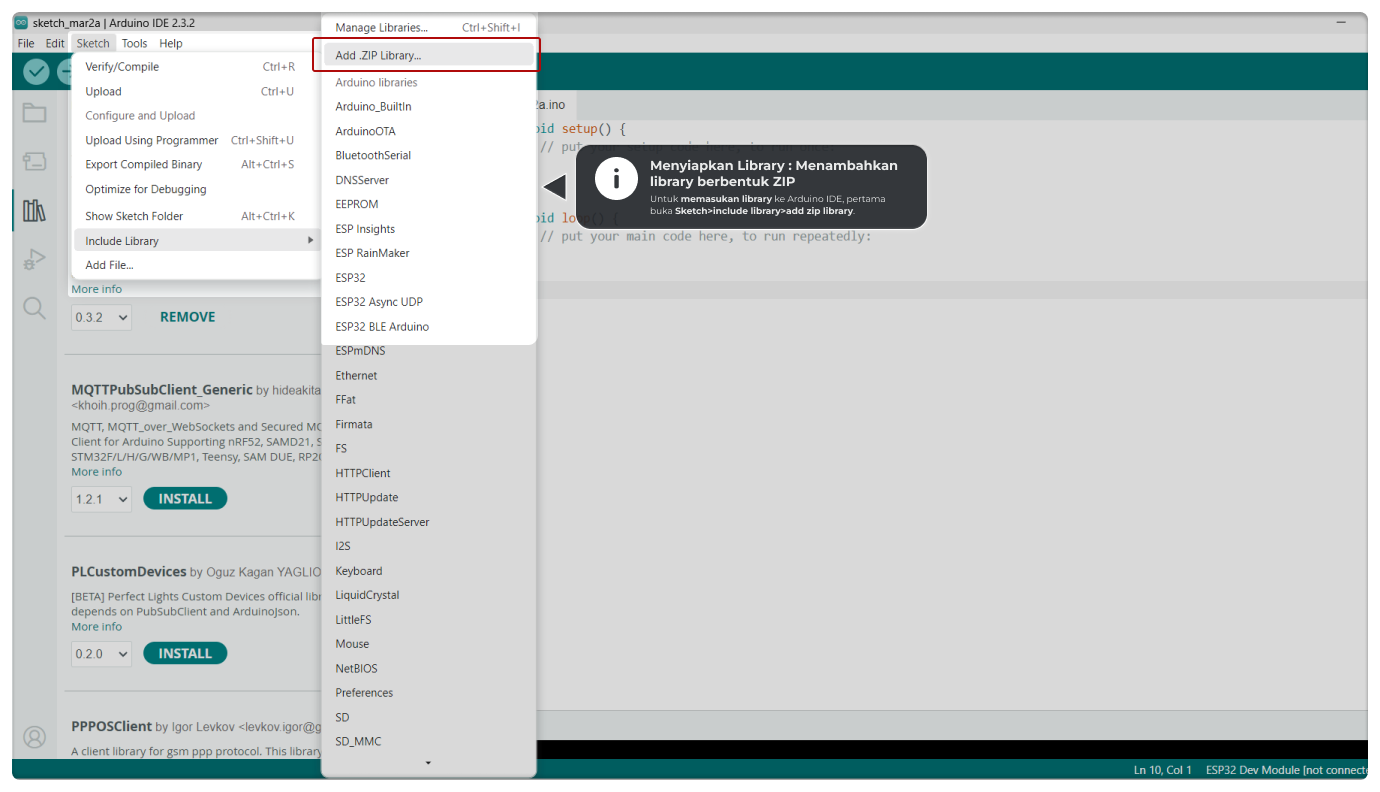 sketch_mar2a | Arduino IDE 2.3.2
File Edit Sketch Tools Help
Verify/Compile Ctrl+R
Upload Ctrl+U
Configure and Upload
Upload Using Programmer Ctrl+Shift+U
Export Compiled Binary Alt+Ctrl+S
Optimize for Debugging
Show Sketch Folder Alt+Ctrl+K
Include Library
Add File...
More info
0.3.2 REMOVE
MQTTPubSubClient_Generic by hideakita
<khoih.prog@gmail.com>
MQTT, MQTT_over_WebSockets and Secured
Client for Arduino Supporting nRF52, SAMD21,
STM32F/L/H/G/WB/MP1, Teensy, SAM DUE,
More info
1.2.1 INSTALL
PLCustomDevices by Oguz Kagan YAGLIO
[BETA] Perfect Lights Custom Devices official
depends on PubSubClient and ArduinoJson.
More info
0.2.0 INSTALL
PPPOSClient by Igor Levkov <levkov.igor@g
A client library for gsm ppp protocol. This library
Manage Libraries... Ctrl+Shift+I
Add .ZIP Library...
Arduino libraries
Arduino_BuiltIn
ArduinoOTA
BluetoothSerial
DNSServer
EEPROM
ESP Insights
ESP RainMaker
ESP32
ESP32 Async UDP
ESP32 BLE Arduino
ESPmDNS
Ethernet
FFat
Firmata
FS
HTTPClient
HTTPUpdate
HTTPUpdateServer
I2S
Keyboard
LiquidCrystal
LittleFS
Mouse
NetBIOS
Preferences
SD
SD_MMC
2a.ino
oid setup() {
// put
oid loop() {
// put your main code here, to run repeatedly:
Menyiapkan Library : Menambahkan
library berbentuk ZIP
Untuk memasukan library ke Arduino IDE, pertama
buka Sketch>include library>add zip library.
Ln 10, Col 1 ESP32 Dev Module [not connecte